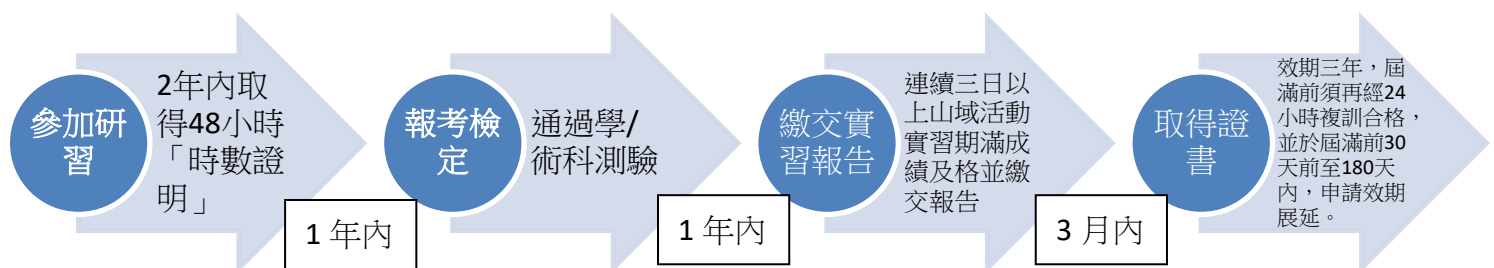 參加研
習
2年內取
得48小時
「時數證
明」
1 年內
報考檢
定
通過學/
術科測驗
1 年內
繳交實
習報告
連續三日以
上山域活動
實習期滿成
績及格並繳
交報告
3 月內
取得證
書
效期三年，屆
滿前須再經24
小時複訓合格，
並於屆滿前30
天前至180天
內，申請效期
展延。